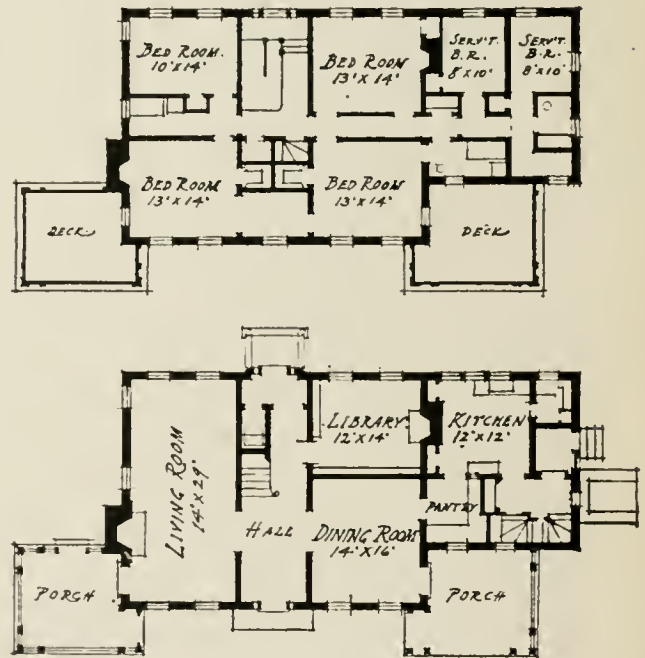 BED ROOM
10'X14'
BED ROOM
13'X14'
SERV'T.
B.R.
8'X10'
SERV'T.
B.R.
8'X10'
BED ROOM
13'X14'
BED ROOM
13'X14'
DECK
DECK
LIVING ROOM
14'X29'
LIBRARY
12'X14'
KITCHEN
12'X12'
HALL
DINING ROOM
14'X16'
PANTRY
PORCH
PORCH